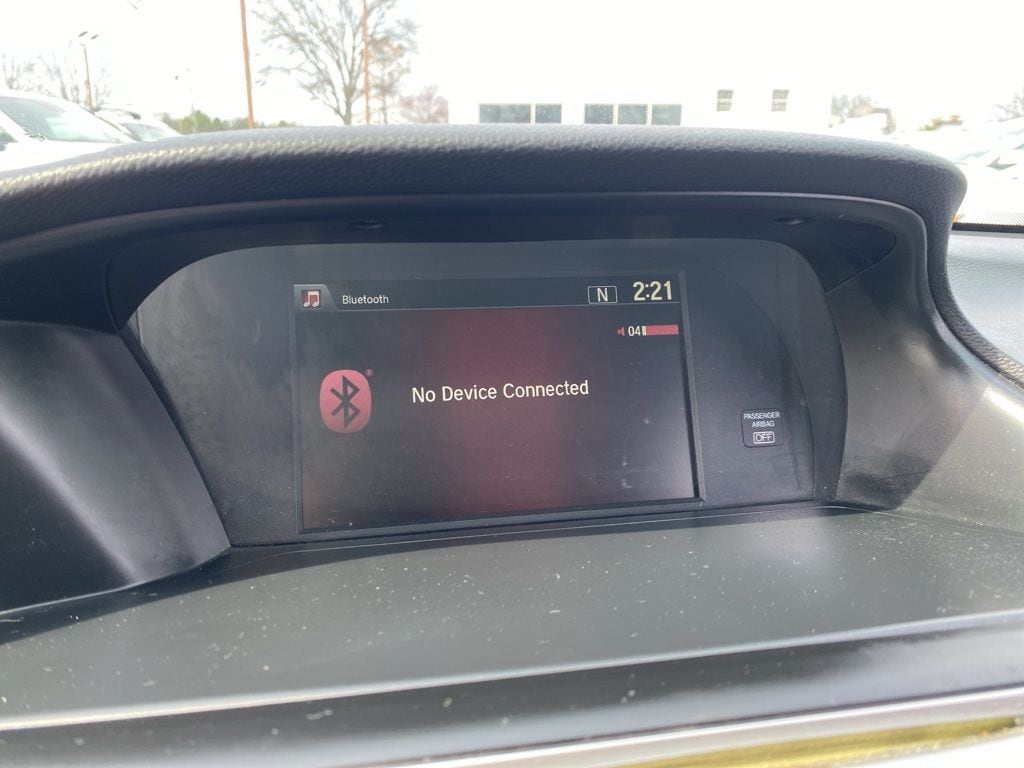 Bluetooth
N
2:21
04
®
No Device Connected
PASSENGER
AIRBAG
OFF